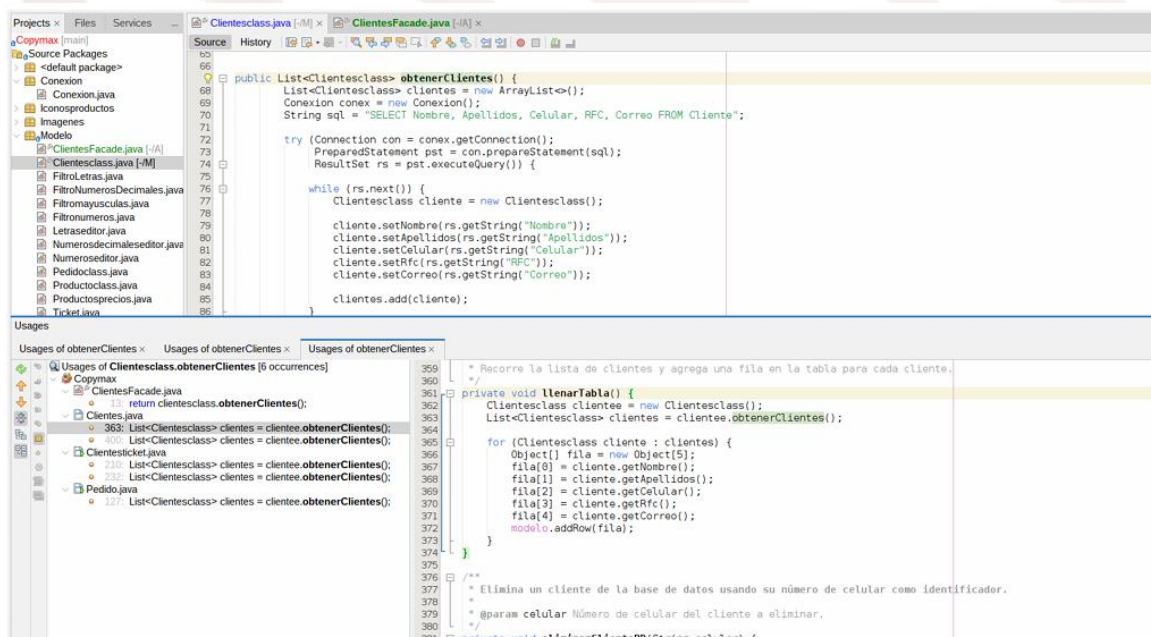 Projects × Files Services
Clientesclass.java [-/M] × ClientesFacade.java [-/A] ×
Source History
Copymax [main]
Source Packages
<default package>
Conexion
Conexion.java
Iconosproductos
Imagenes
Modelo
ClientesFacade.java [-/A]
Clientesclass.java [-/M]
FiltroLetras.java
FiltroNumerosDecimales.java
Filtromayusculas.java
Filtronumeros.java
Letraseditor.java
Numerosdecimaleseditor.java
Numeroseditor.java
Pedidoclass.java
Productoclass.java
Productosprecios.java
Ticket.java
65
66
public List<Clientesclass> obtenerClientes() {
68 List<Clientesclass> clientes = new ArrayList<>();
69 Conexion conex = new Conexion();
70 String sql = "SELECT Nombre, Apellidos, Celular, RFC, Correo FROM Cliente";
71
72 try (Connection con = conex.getConnection();
73 PreparedStatement pst = con.prepareStatement(sql);
74 ResultSet rs = pst.executeQuery()) {
75
76 while (rs.next()) {
77 Clientesclass cliente = new Clientesclass();
78
79 cliente.setNombre(rs.getString("Nombre"));
80 cliente.setApellidos(rs.getString("Apellidos"));
81 cliente.setCelular(rs.getString("Celular"));
82 cliente.setRfc(rs.getString("RFC"));
83 cliente.setCorreo(rs.getString("Correo"));
84
85 clientes.add(cliente);
86 }
Usages
Usages of obtenerClientes × Usages of obtenerClientes × Usages of obtenerClientes ×
Usages of Clientesclass.obtenerClientes [6 occurrences]
Copymax
ClientesFacade.java
13: return clientesclass.obtenerClientes();
Clientes.java
363: List<Clientesclass> clientes = clientee.obtenerClientes();
400: List<Clientesclass> clientes = clientee.obtenerClientes();
Clientesticket.java
210: List<Clientesclass> clientes = clientee.obtenerClientes();
232: List<Clientesclass> clientes = clientee.obtenerClientes();
Pedido.java
127: List<Clientesclass> clientes = clientee.obtenerClientes();
359 * Recorre la lista de clientes y agrega una fila en la tabla para cada cliente.
360 */
361 private void llenarTabla() {
362 Clientesclass clientee = new Clientesclass();
363 List<Clientesclass> clientes = clientee.obtenerClientes();
364
365 for (Clientesclass cliente : clientes) {
366 Object[] fila = new Object[5];
367 fila[0] = cliente.getNombre();
368 fila[1] = cliente.getApellidos();
369 fila[2] = cliente.getCelular();
370 fila[3] = cliente.getRfc();
371 fila[4] = cliente.getCorreo();
372 modelo.addRow(fila);
373 }
374 }
375
376 /**
377 * Elimina un cliente de la base de datos usando su número de celular como identificador.
378 *
379 * @param celular Número de celular del cliente a eliminar.
380 */
381 private void eliminarClienteBD(String celular) {